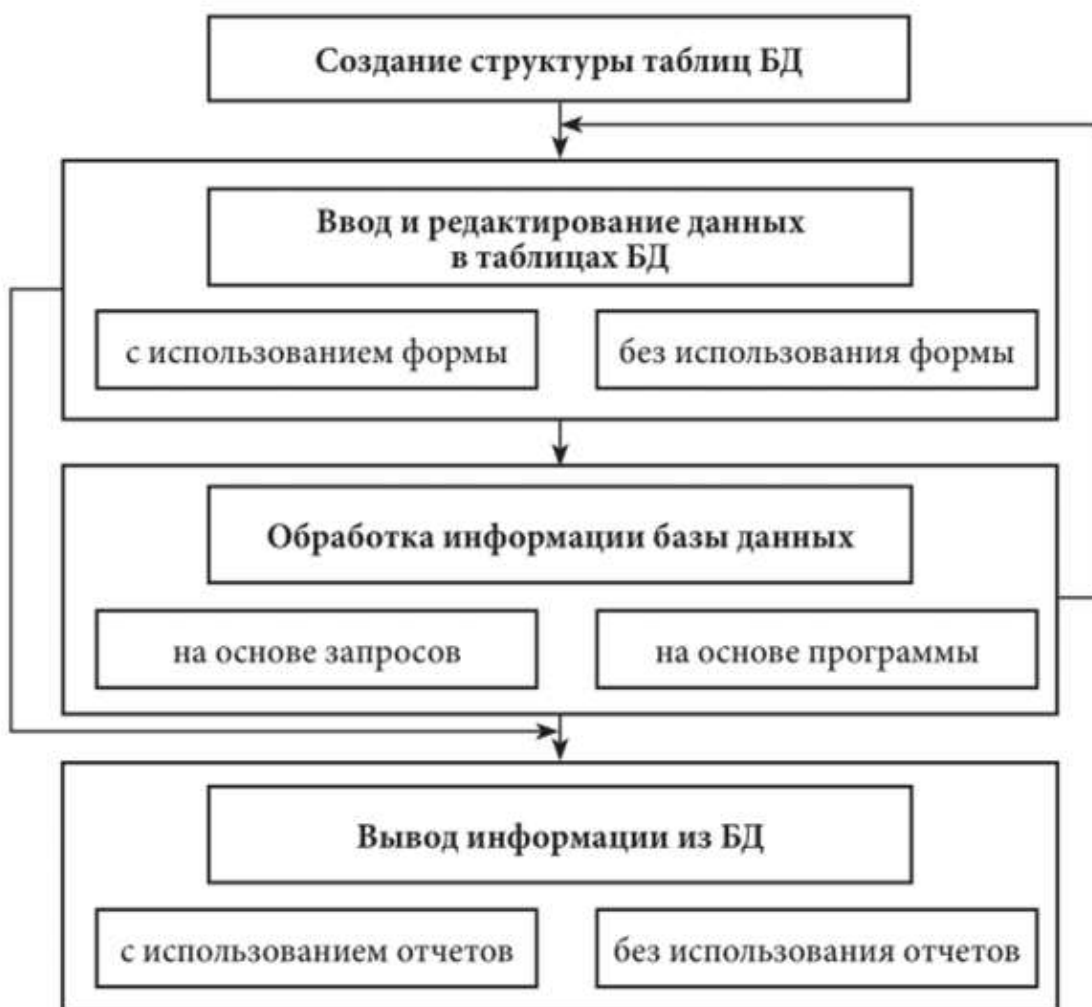 Создание структуры таблиц БД
Ввод и редактирование данных
в таблицах БД
с использованием формы
без использования формы
Обработка информации базы данных
на основе запросов
на основе программы
Вывод информации из БД
с использованием отчетов
без использования отчетов